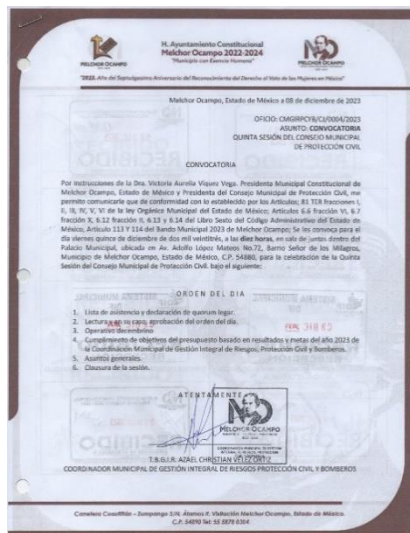 H. Ayuntamiento Constitucional
Melchor Ocampo 2022-2024
"Municipio con Esencia Humana"
MELCHOR OCAMPO
MELCHOR OCAMPO
"2023. Año del Septuagésimo Aniversario del Reconocimiento del Derecho al Voto de las Mujeres en México"
Melchor Ocampo, Estado de México a 08 de diciembre de 2023
OFICIO: CMGIRPCYB/CJ/0004/2023
ASUNTO: CONVOCATORIA
QUINTA SESIÓN DEL CONSEJO MUNICIPAL
DE PROTECCIÓN CIVIL
CONVOCATORIA
Por instrucciones de la Dra. Victoria Aurelia Víquez Vega. Presidenta Municipal Constitucional de
Melchor Ocampo, Estado de México y Presidenta del Consejo Municipal de Protección Civil, me
permito comunicarle que de conformidad con lo establecido por los Artículos; 81 TER fracciones I,
II, III, IV, V, VI de la ley Orgánica Municipal del Estado de México; Artículos 6.6 fracción VI, 6.7
fracción X, 6.12 fracción II, 6.13 y 6.14 del Libro Sexto del Código Administrativo del Estado de
México, Artículo 113 Y 114 del Bando Municipal 2023 de Melchor Ocampo; Se les convoca para el
día viernes quince de diciembre de dos mil veintitrés, a las diez horas, en sala de juntas dentro del
Palacio Municipal, ubicada en Av. Adolfo López Mateos No.72, Barrio Señor de los Milagros,
Municipio de Melchor Ocampo, Estado de México, C.P. 54880, para la celebración de la Quinta
Sesión del Consejo Municipal de Protección Civil. bajo el siguiente:
ORDEN DEL DIA
1. Lista de asistencia y declaración de quorum legal.
2. Lectura y en su caso, aprobación del orden del día.
3. Operativo decembrino
4. Cumplimiento de objetivos del presupuesto basado en resultados y metas del año 2023 de
la Coordinación Municipal de Gestión Integral de Riesgos, Protección Civil y Bomberos.
5. Asuntos generales.
6. Clausura de la sesión.
ATENTAMENTE
MELCHOR OCAMPO
T.B.G.I.R. AZAEL CHRISTIAN VELEZ ORTIZ
COORDINADOR MUNICIPAL DE GESTIÓN INTEGRAL DE RIESGOS PROTECCIÓN CIVIL Y BOMBEROS
Carretera Cuautitlán - Zumpango S/N. Álamos II. Visitación Melchor Ocampo, Estado de México.
C.P. 54890 Tel: 55 5878 6304